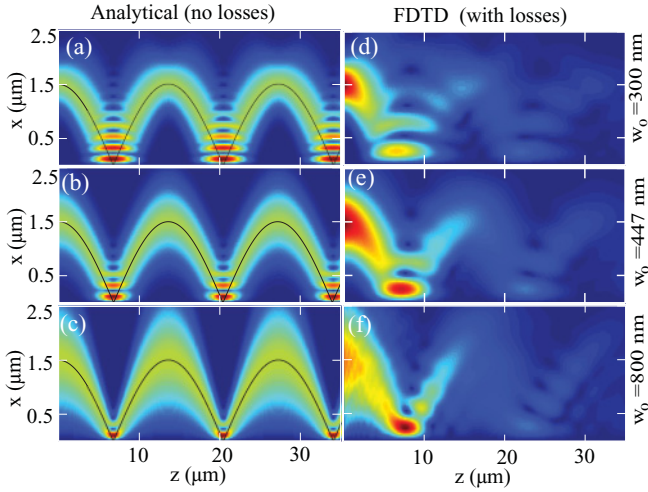 Analytical (no losses) FDTD (with losses)
2.5 (a) (d)
x (μm) 1.5 w₀ =300 nm
0.5
2.5 (b) (e)
x (μm) 1.5 w₀ =447 nm
0.5
2.5 (c) (f)
x (μm) 1.5 w₀ =800 nm
0.5
10 20 30 0 10 20 30
z (μm) z (μm)